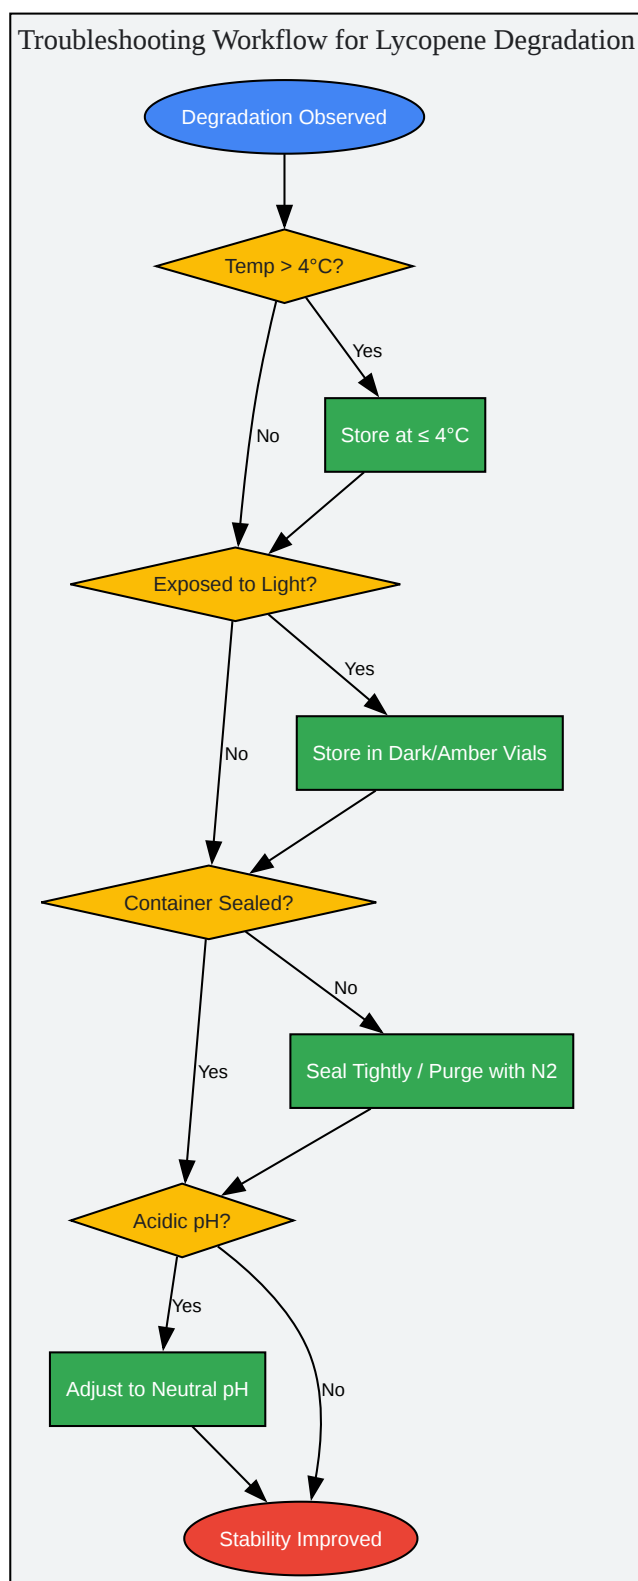 Troubleshooting Workflow for Lycopene Degradation
Degradation Observed
Temp > 4°C?
Yes
No
Store at ≤ 4°C
Exposed to Light?
Yes
No
Store in Dark/Amber Vials
Container Sealed?
No
Yes
Seal Tightly / Purge with N2
Acidic pH?
Yes
No
Adjust to Neutral pH
Stability Improved